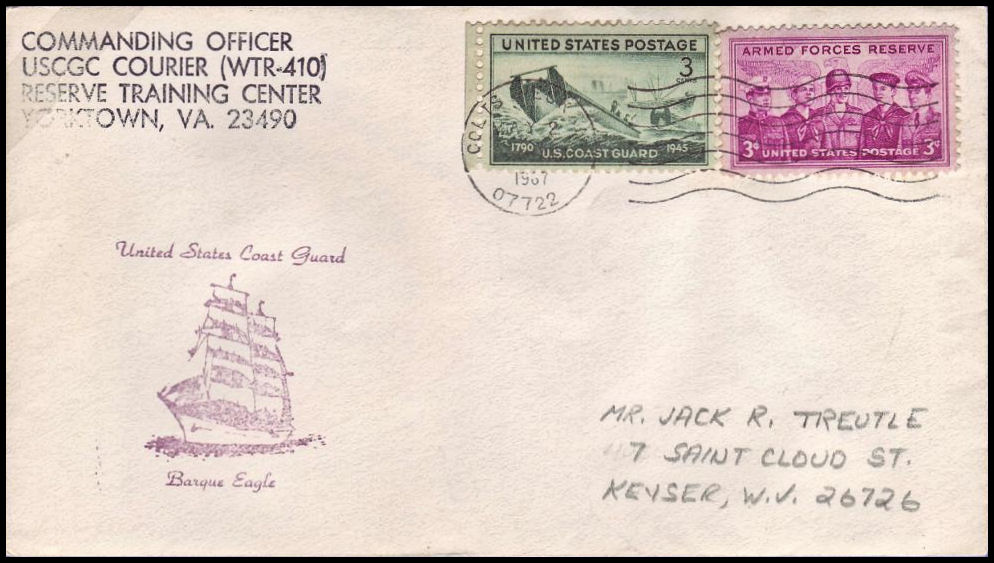 COMMANDING OFFICER
USCGC COURIER (WTR-410)
RESERVE TRAINING CENTER
YORKTOWN, VA. 23490
UNITED STATES POSTAGE
3
CENTS
1790 U.S. COAST GUARD 1945
ARMED FORCES RESERVE
3¢ UNITED STATES POSTAGE 3¢
1967
07722
United States Coast Guard
Barque Eagle
MR. JACK R. TREUTLE
117 SAINT CLOUD ST.
KEYSER, W.V. 26726